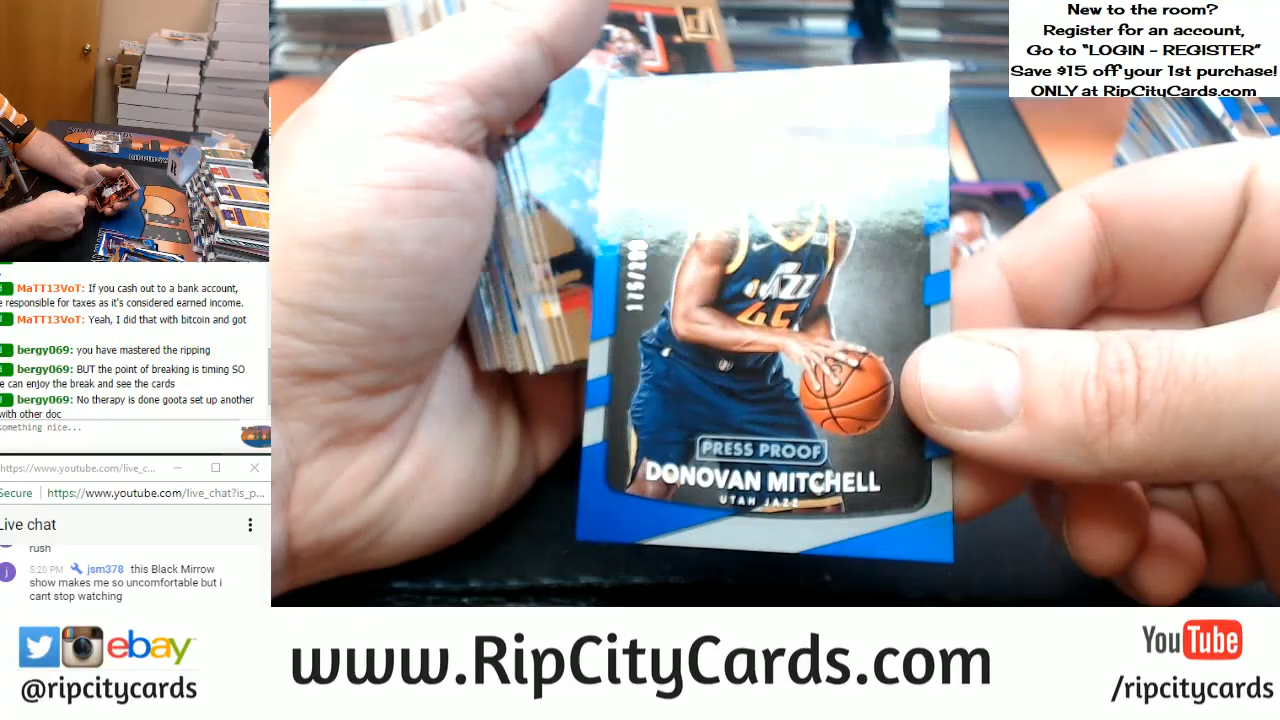 New to the room?
Register for an account,
Go to “LOGIN - REGISTER”
Save $15 off your 1st purchase!
ONLY at RipCityCards.com
MaTT13VoT: If you cash out to a bank account,
e responsible for taxes as it's considered earned income.
MaTT13VoT: Yeah, I did that with bitcoin and got
bergy069: you have mastered the ripping
bergy069: BUT the point of breaking is timing SO
e can enjoy the break and see the cards
bergy069: No therapy is done goota set up another
with other doc
something nice...
https://www.youtube.com/live_c...
Secure https://www.youtube.com/live_chat?is_p...
Live chat
rush
j 5:20 PM jsm378 this Black Mirrow
show makes me so uncomfortable but i
cant stop watching
175/200
JAZZ
45
PRESS PROOF
DONOVAN MITCHELL
UTAH JAZZ
ebay
@ripcitycards
www.RipCityCards.com
YouTube
/ripcitycards